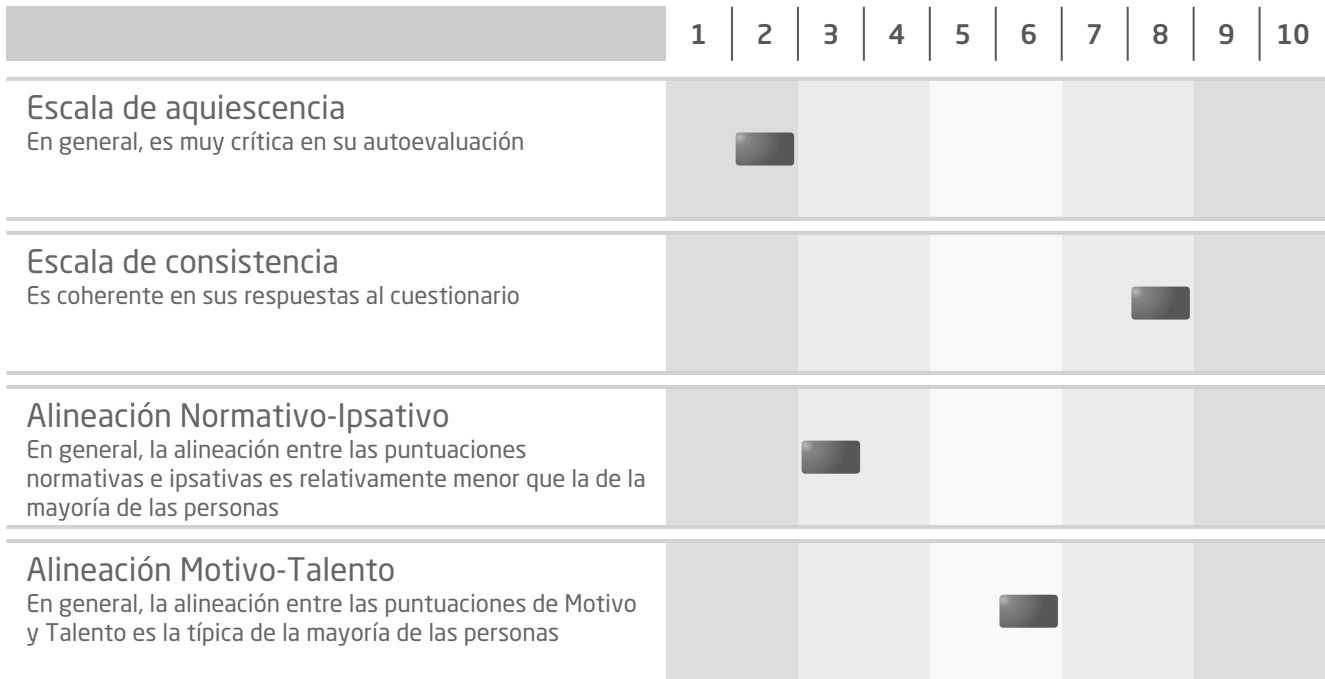 1 2 3 4 5 6 7 8 9 10
Escala de aquiescencia
En general, es muy crítica en su autoevaluación
Escala de consistencia
Es coherente en sus respuestas al cuestionario
Alineación Normativo-Ipsativo
En general, la alineación entre las puntuaciones
normativas e ipsativas es relativamente menor que la de la
mayoría de las personas
Alineación Motivo-Talento
En general, la alineación entre las puntuaciones de Motivo
y Talento es la típica de la mayoría de las personas